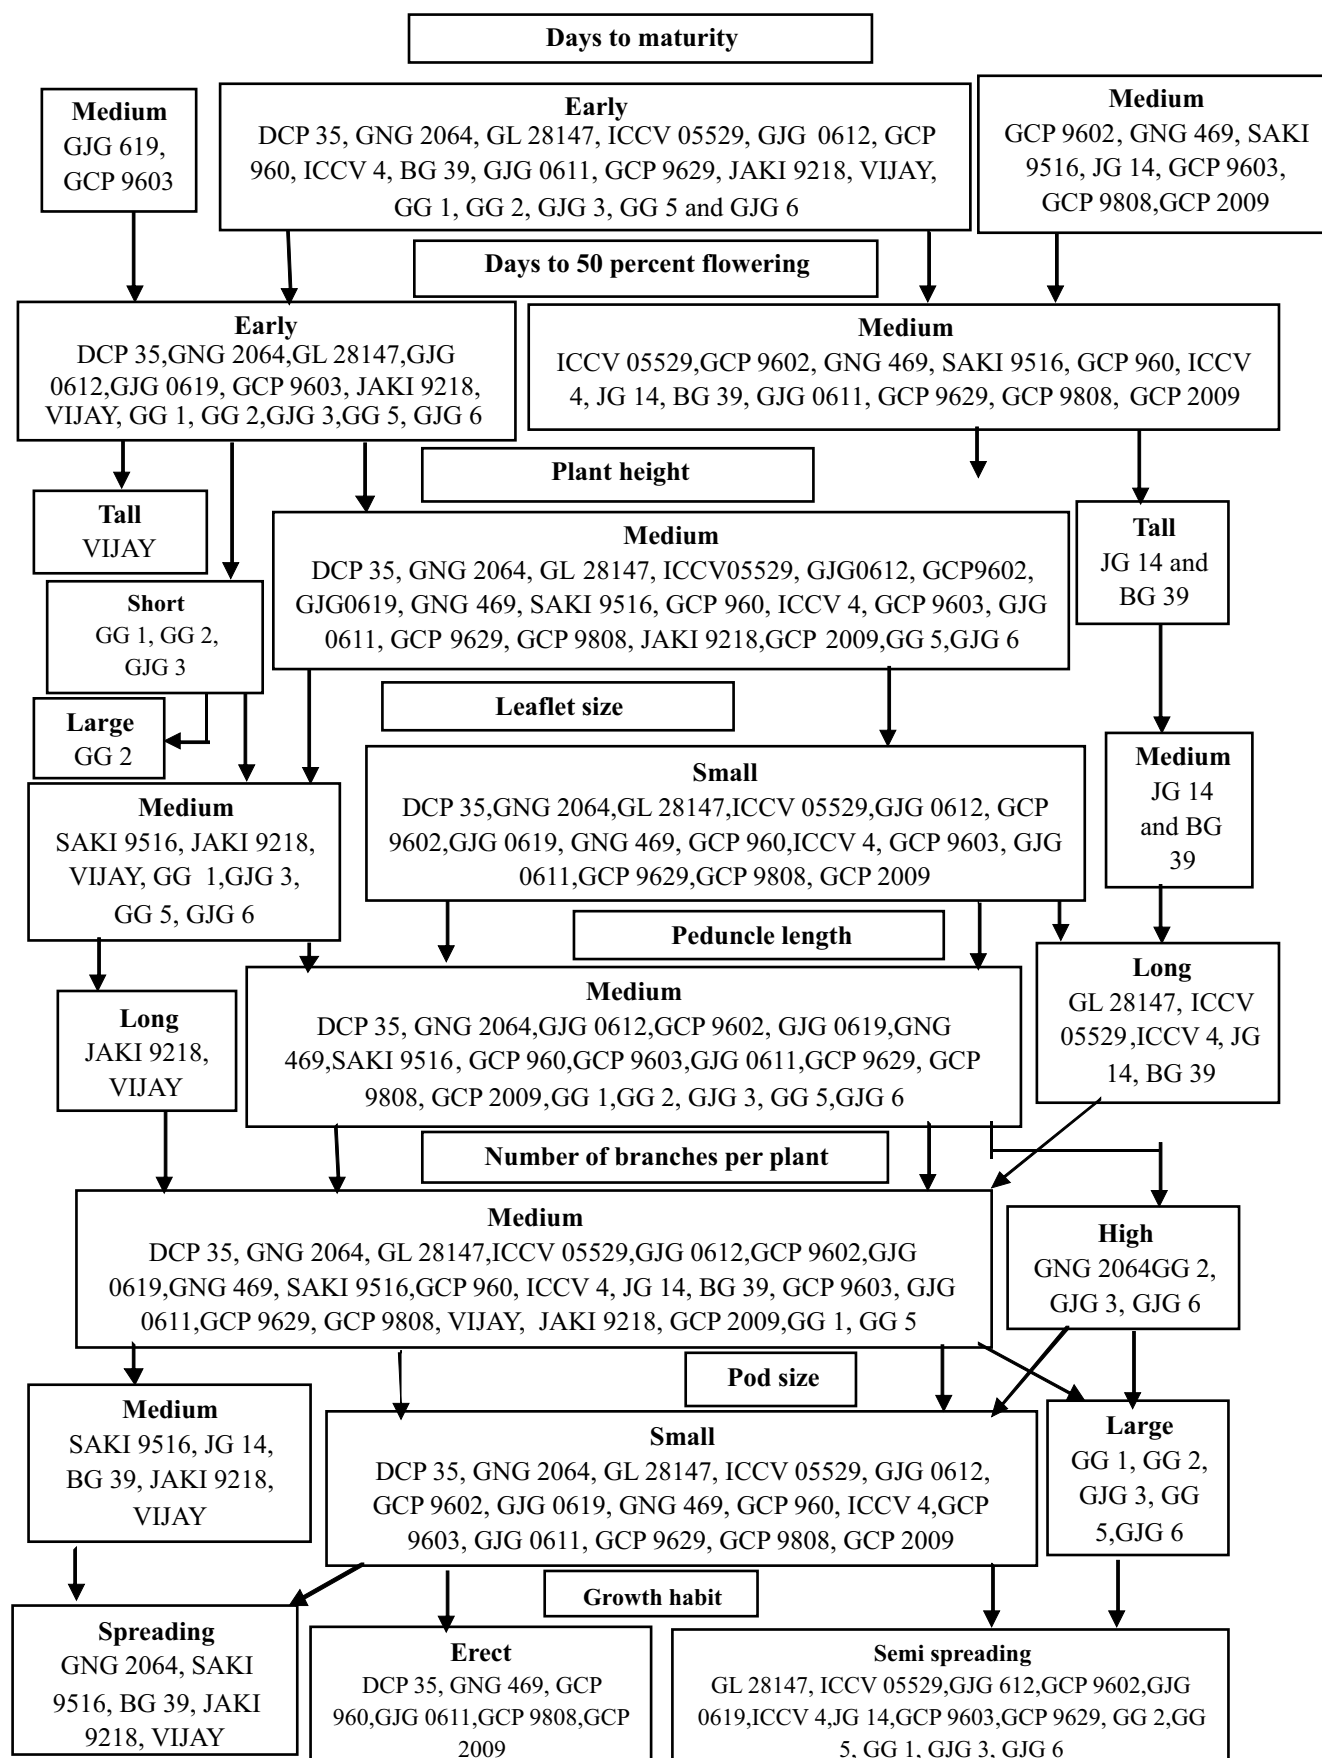 Days to maturity
Medium
GJG 619,
GCP 9603
Early
DCP 35, GNG 2064, GL 28147, ICCV 05529, GJG 0612, GCP
960, ICCV 4, BG 39, GJG 0611, GCP 9629, JAKI 9218, VIJAY,
GG 1, GG 2, GJG 3, GG 5 and GJG 6
Medium
GCP 9602, GNG 469, SAKI
9516, JG 14, GCP 9603,
GCP 9808,GCP 2009
Days to 50 percent flowering
Early
DCP 35,GNG 2064,GL 28147,GJG
0612,GJG 0619, GCP 9603, JAKI 9218,
VIJAY, GG 1, GG 2,GJG 3,GG 5, GJG 6
Medium
ICCV 05529,GCP 9602, GNG 469, SAKI 9516, GCP 960, ICCV
4, JG 14, BG 39, GJG 0611, GCP 9629, GCP 9808, GCP 2009
Plant height
Tall
VIJAY
Short
GG 1, GG 2,
GJG 3
Medium
DCP 35, GNG 2064, GL 28147, ICCV05529, GJG0612, GCP9602,
GJG0619, GNG 469, SAKI 9516, GCP 960, ICCV 4, GCP 9603, GJG
0611, GCP 9629, GCP 9808, JAKI 9218,GCP 2009,GG 5,GJG 6
Tall
JG 14 and
BG 39
Leaflet size
Large
GG 2
Medium
SAKI 9516, JAKI 9218,
VIJAY, GG 1,GJG 3,
GG 5, GJG 6
Small
DCP 35,GNG 2064,GL 28147,ICCV 05529,GJG 0612, GCP
9602,GJG 0619, GNG 469, GCP 960,ICCV 4, GCP 9603, GJG
0611,GCP 9629,GCP 9808, GCP 2009
Medium
JG 14
and BG
39
Peduncle length
Long
JAKI 9218,
VIJAY
Medium
DCP 35, GNG 2064,GJG 0612,GCP 9602, GJG 0619,GNG
469,SAKI 9516, GCP 960,GCP 9603,GJG 0611,GCP 9629, GCP
9808, GCP 2009,GG 1,GG 2, GJG 3, GG 5,GJG 6
Long
GL 28147, ICCV
05529,ICCV 4, JG
14, BG 39
Number of branches per plant
Medium
DCP 35, GNG 2064, GL 28147,ICCV 05529,GJG 0612,GCP 9602,GJG
0619,GNG 469, SAKI 9516,GCP 960, ICCV 4, JG 14, BG 39, GCP 9603, GJG
0611,GCP 9629, GCP 9808, VIJAY, JAKI 9218, GCP 2009,GG 1, GG 5
High
GNG 2064GG 2,
GJG 3, GJG 6
Pod size
Medium
SAKI 9516, JG 14,
BG 39, JAKI 9218,
VIJAY
Small
DCP 35, GNG 2064, GL 28147, ICCV 05529, GJG 0612,
GCP 9602, GJG 0619, GNG 469, GCP 960, ICCV 4,GCP
9603, GJG 0611, GCP 9629, GCP 9808, GCP 2009
Large
GG 1, GG 2,
GJG 3, GG
5,GJG 6
Growth habit
Spreading
GNG 2064, SAKI
9516, BG 39, JAKI
9218, VIJAY
Erect
DCP 35, GNG 469, GCP
960,GJG 0611,GCP 9808,GCP
2009
Semi spreading
GL 28147, ICCV 05529,GJG 612,GCP 9602,GJG
0619,ICCV 4,JG 14,GCP 9603,GCP 9629, GG 2,GG
5, GG 1, GJG 3, GJG 6